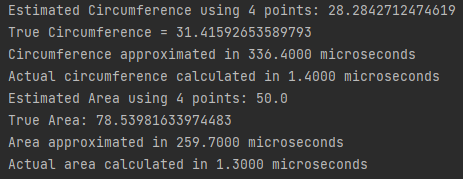 Estimated Circumference using 4 points: 28.2842712474619
True Circumference = 31.41592653589793
Circumference approximated in 336.4000 microseconds
Actual circumference calculated in 1.4000 microseconds
Estimated Area using 4 points: 50.0
True Area: 78.53981633974483
Area approximated in 259.7000 microseconds
Actual area calculated in 1.3000 microseconds